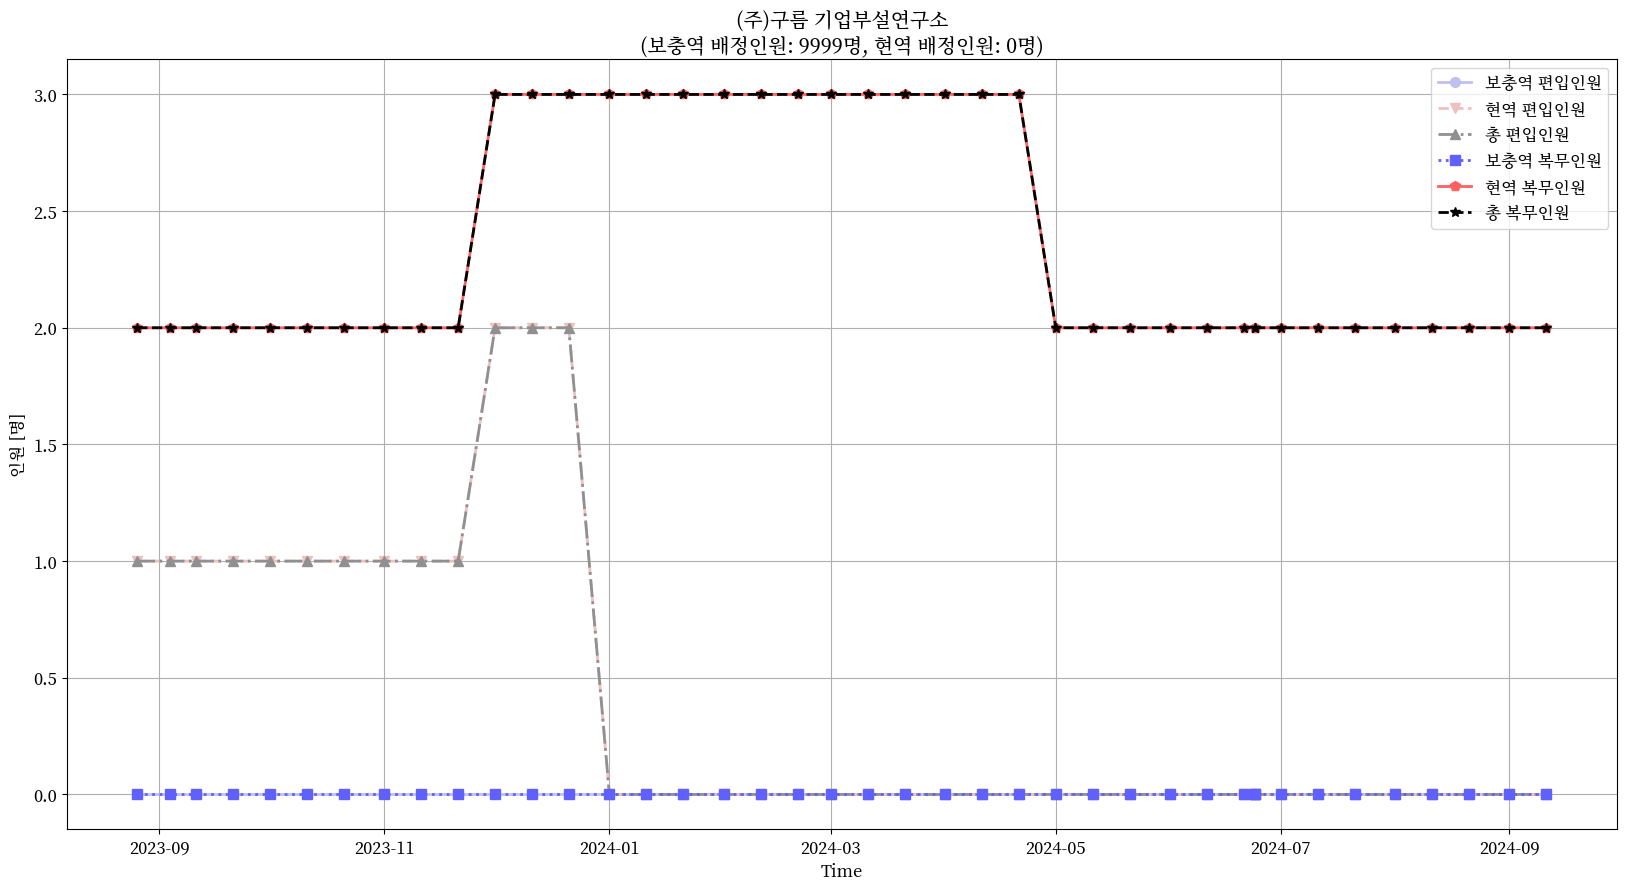 (주)구름 기업부설연구소
(보충역 배정인원: 9999명, 현역 배정인원: 0명)
보충역 편입인원
현역 편입인원
총 편입인원
보충역 복무인원
현역 복무인원
총 복무인원
3.0
2.5
2.0
1.5
1.0
0.5
0.0
인원 [명]
2023-09 2023-11 2024-01 2024-03 2024-05 2024-07 2024-09
Time